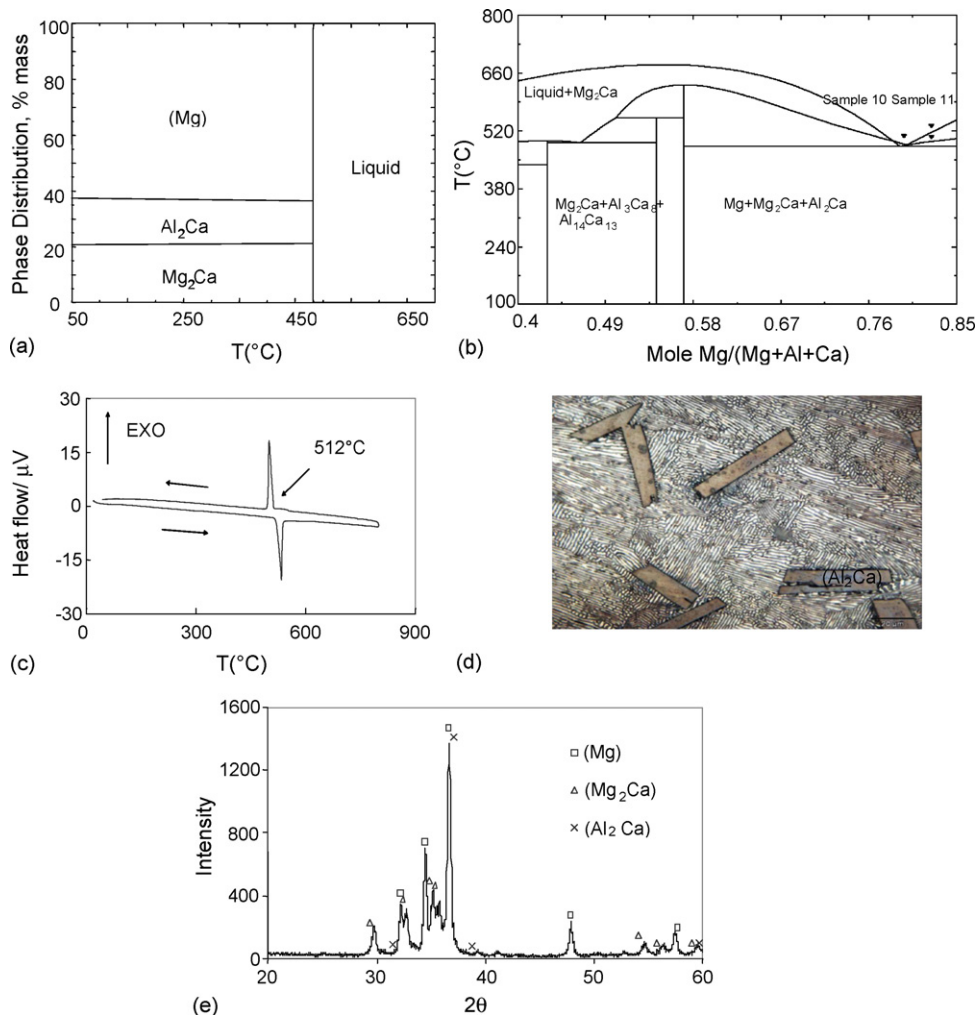 100
80
60
40
20
0
Phase Distribution, % mass
(Mg)
Al₂Ca
Mg₂Ca
Liquid
50
250
450
650
T(°C)
(a)
800
660
520
380
240
100
T(°C)
Liquid+Mg₂Ca
Sample 10 Sample 11
Mg₂Ca+Al₃Ca₈+
Al₁₄Ca₁₃
Mg+Mg₂Ca+Al₂Ca
0.4
0.49
0.58
0.67
0.76
0.85
Mole Mg/(Mg+Al+Ca)
(b)
30
15
0
-15
-30
Heat flow/ μV
EXO
512°C
0
300
600
900
T(°C)
(c)
(Al₂Ca)
(d)
1600
1200
800
400
0
Intensity
(Mg)
(Mg₂Ca)
(Al₂ Ca)
20
30
40
50
60
2θ
(e)